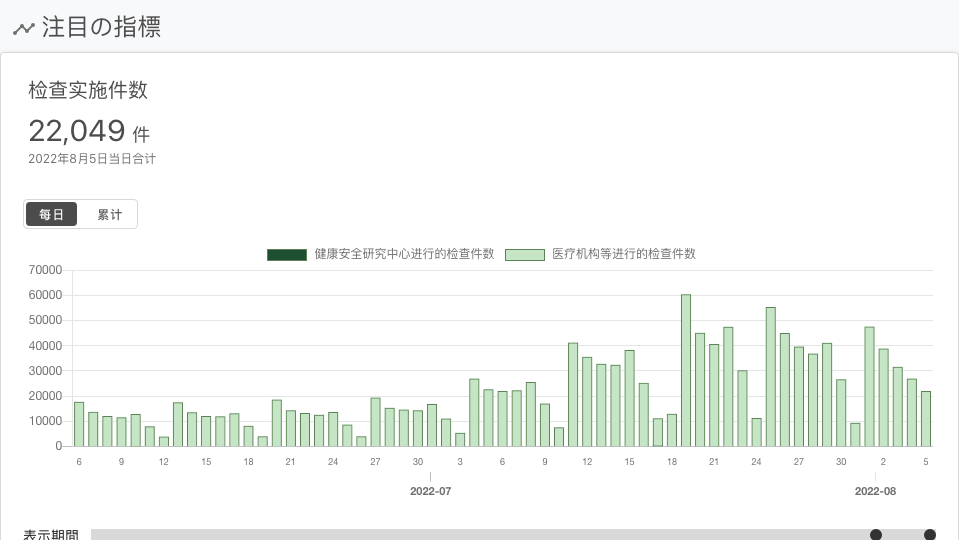 注目の指標
检查实施件数
22,049 件
2022年8月5日当日合计
每日 累计
健康安全研究中心进行的检查件数 医疗机构等进行的检查件数
70000
60000
50000
40000
30000
20000
10000
0
6 9 12 15 18 21 24 27 30 3 6 9 12 15 18 21 24 27 30 2 5
2022-07 2022-08
表示期間